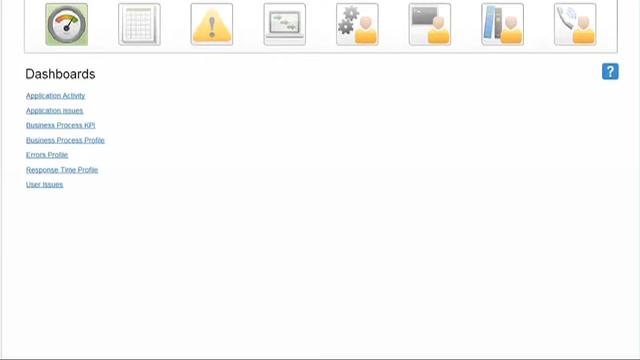 Dashboards
?
Application Activity
Application Issues
Business Process KPI
Business Process Profile
Errors Profile
Response Time Profile
User Issues